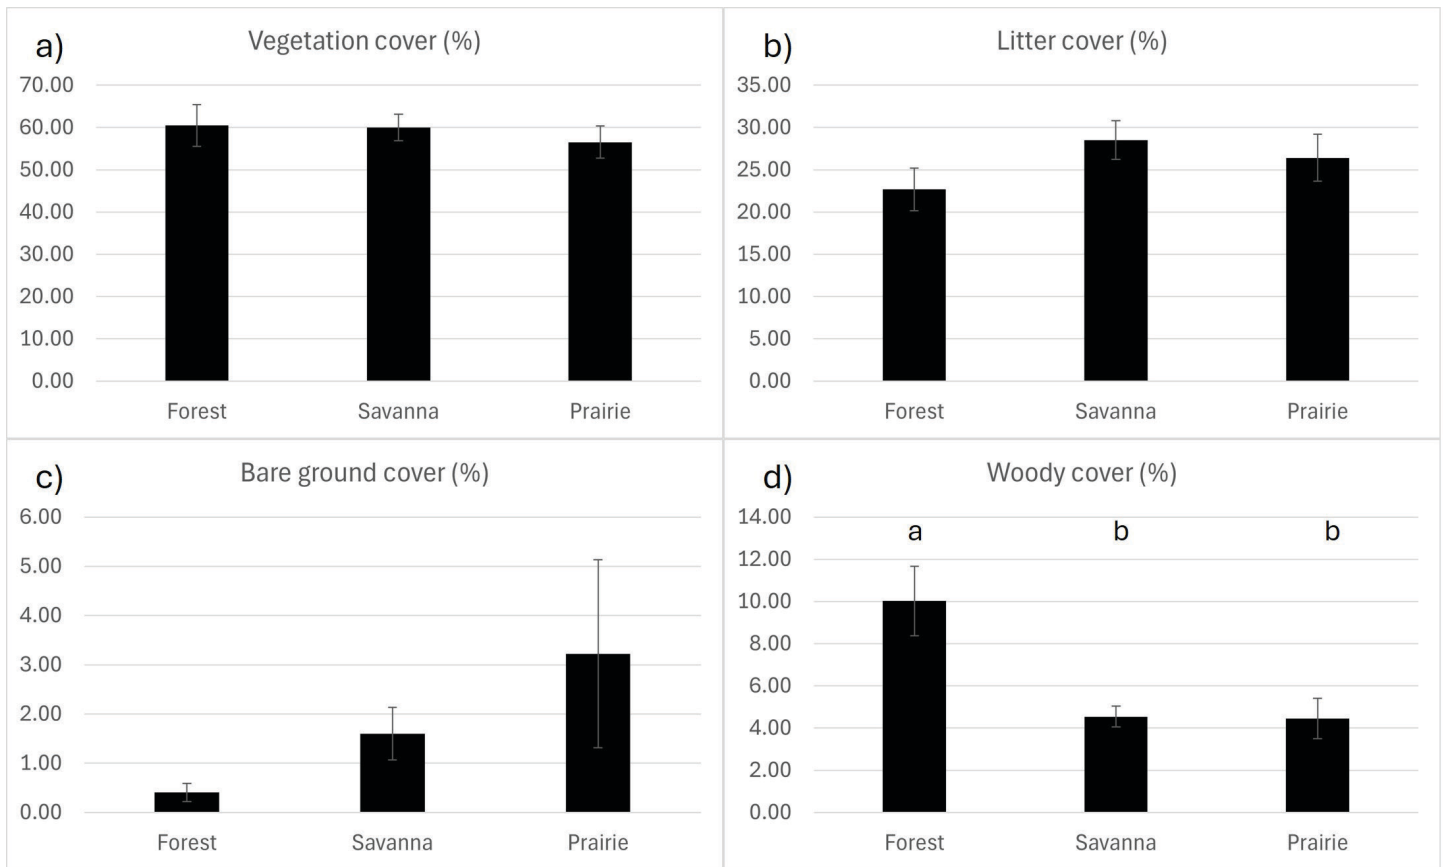 a)
Vegetation cover (%)
70.00
60.00
50.00
40.00
30.00
20.00
10.00
0.00
Forest Savanna Prairie
b)
Litter cover (%)
35.00
30.00
25.00
20.00
15.00
10.00
5.00
0.00
Forest Savanna Prairie
c)
Bare ground cover (%)
6.00
5.00
4.00
3.00
2.00
1.00
0.00
Forest Savanna Prairie
d)
Woody cover (%)
14.00
a b b
12.00
10.00
8.00
6.00
4.00
2.00
0.00
Forest Savanna Prairie